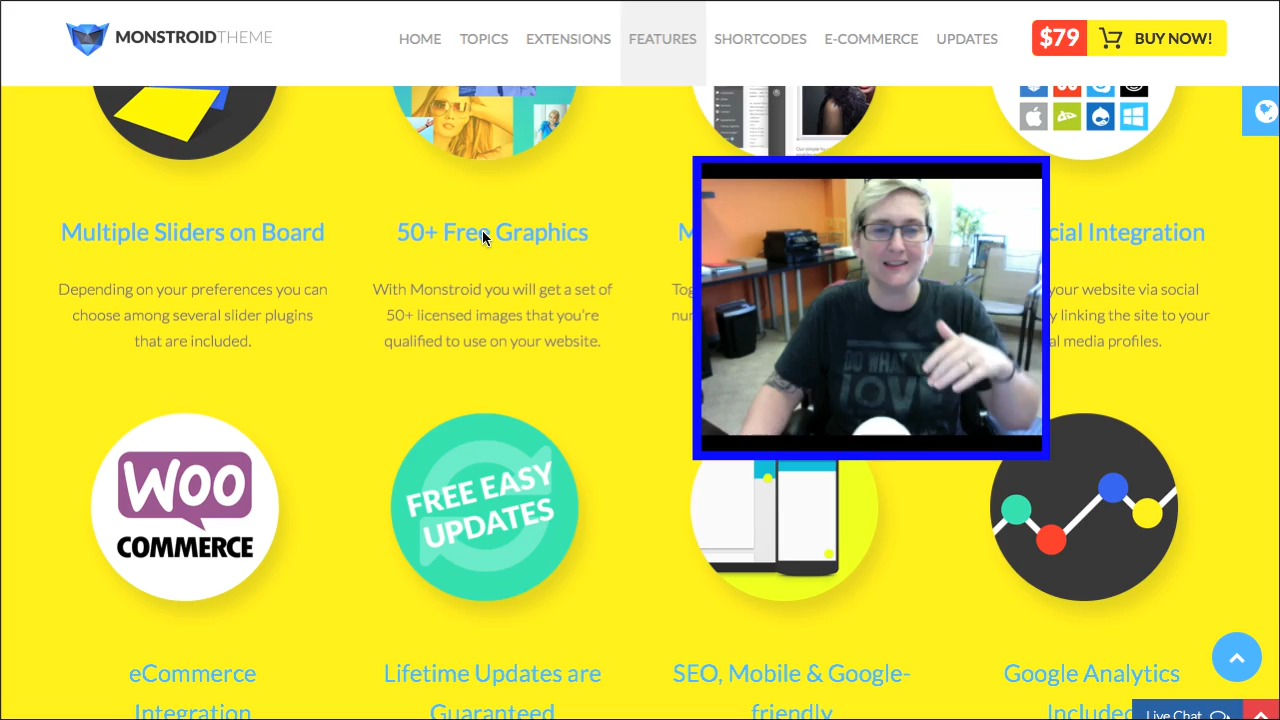 MONSTROIDTHEME
HOME TOPICS EXTENSIONS FEATURES SHORTCODES E-COMMERCE UPDATES
$79 BUY NOW!
Multiple Sliders on Board
Depending on your preferences you can
choose among several slider plugins
that are included.
50+ Free Graphics
With Monstroid you will get a set of
50+ licensed images that you're
qualified to use on your website.
Integration
your website via social
linking the site to your
media profiles.
DO WHAT
WOO
COMMERCE
FREE EASY
UPDATES
eCommerce
Integration
Lifetime Updates are
Guaranteed
SEO, Mobile & Google-
friendly
Google Analytics
Included
Live Chat